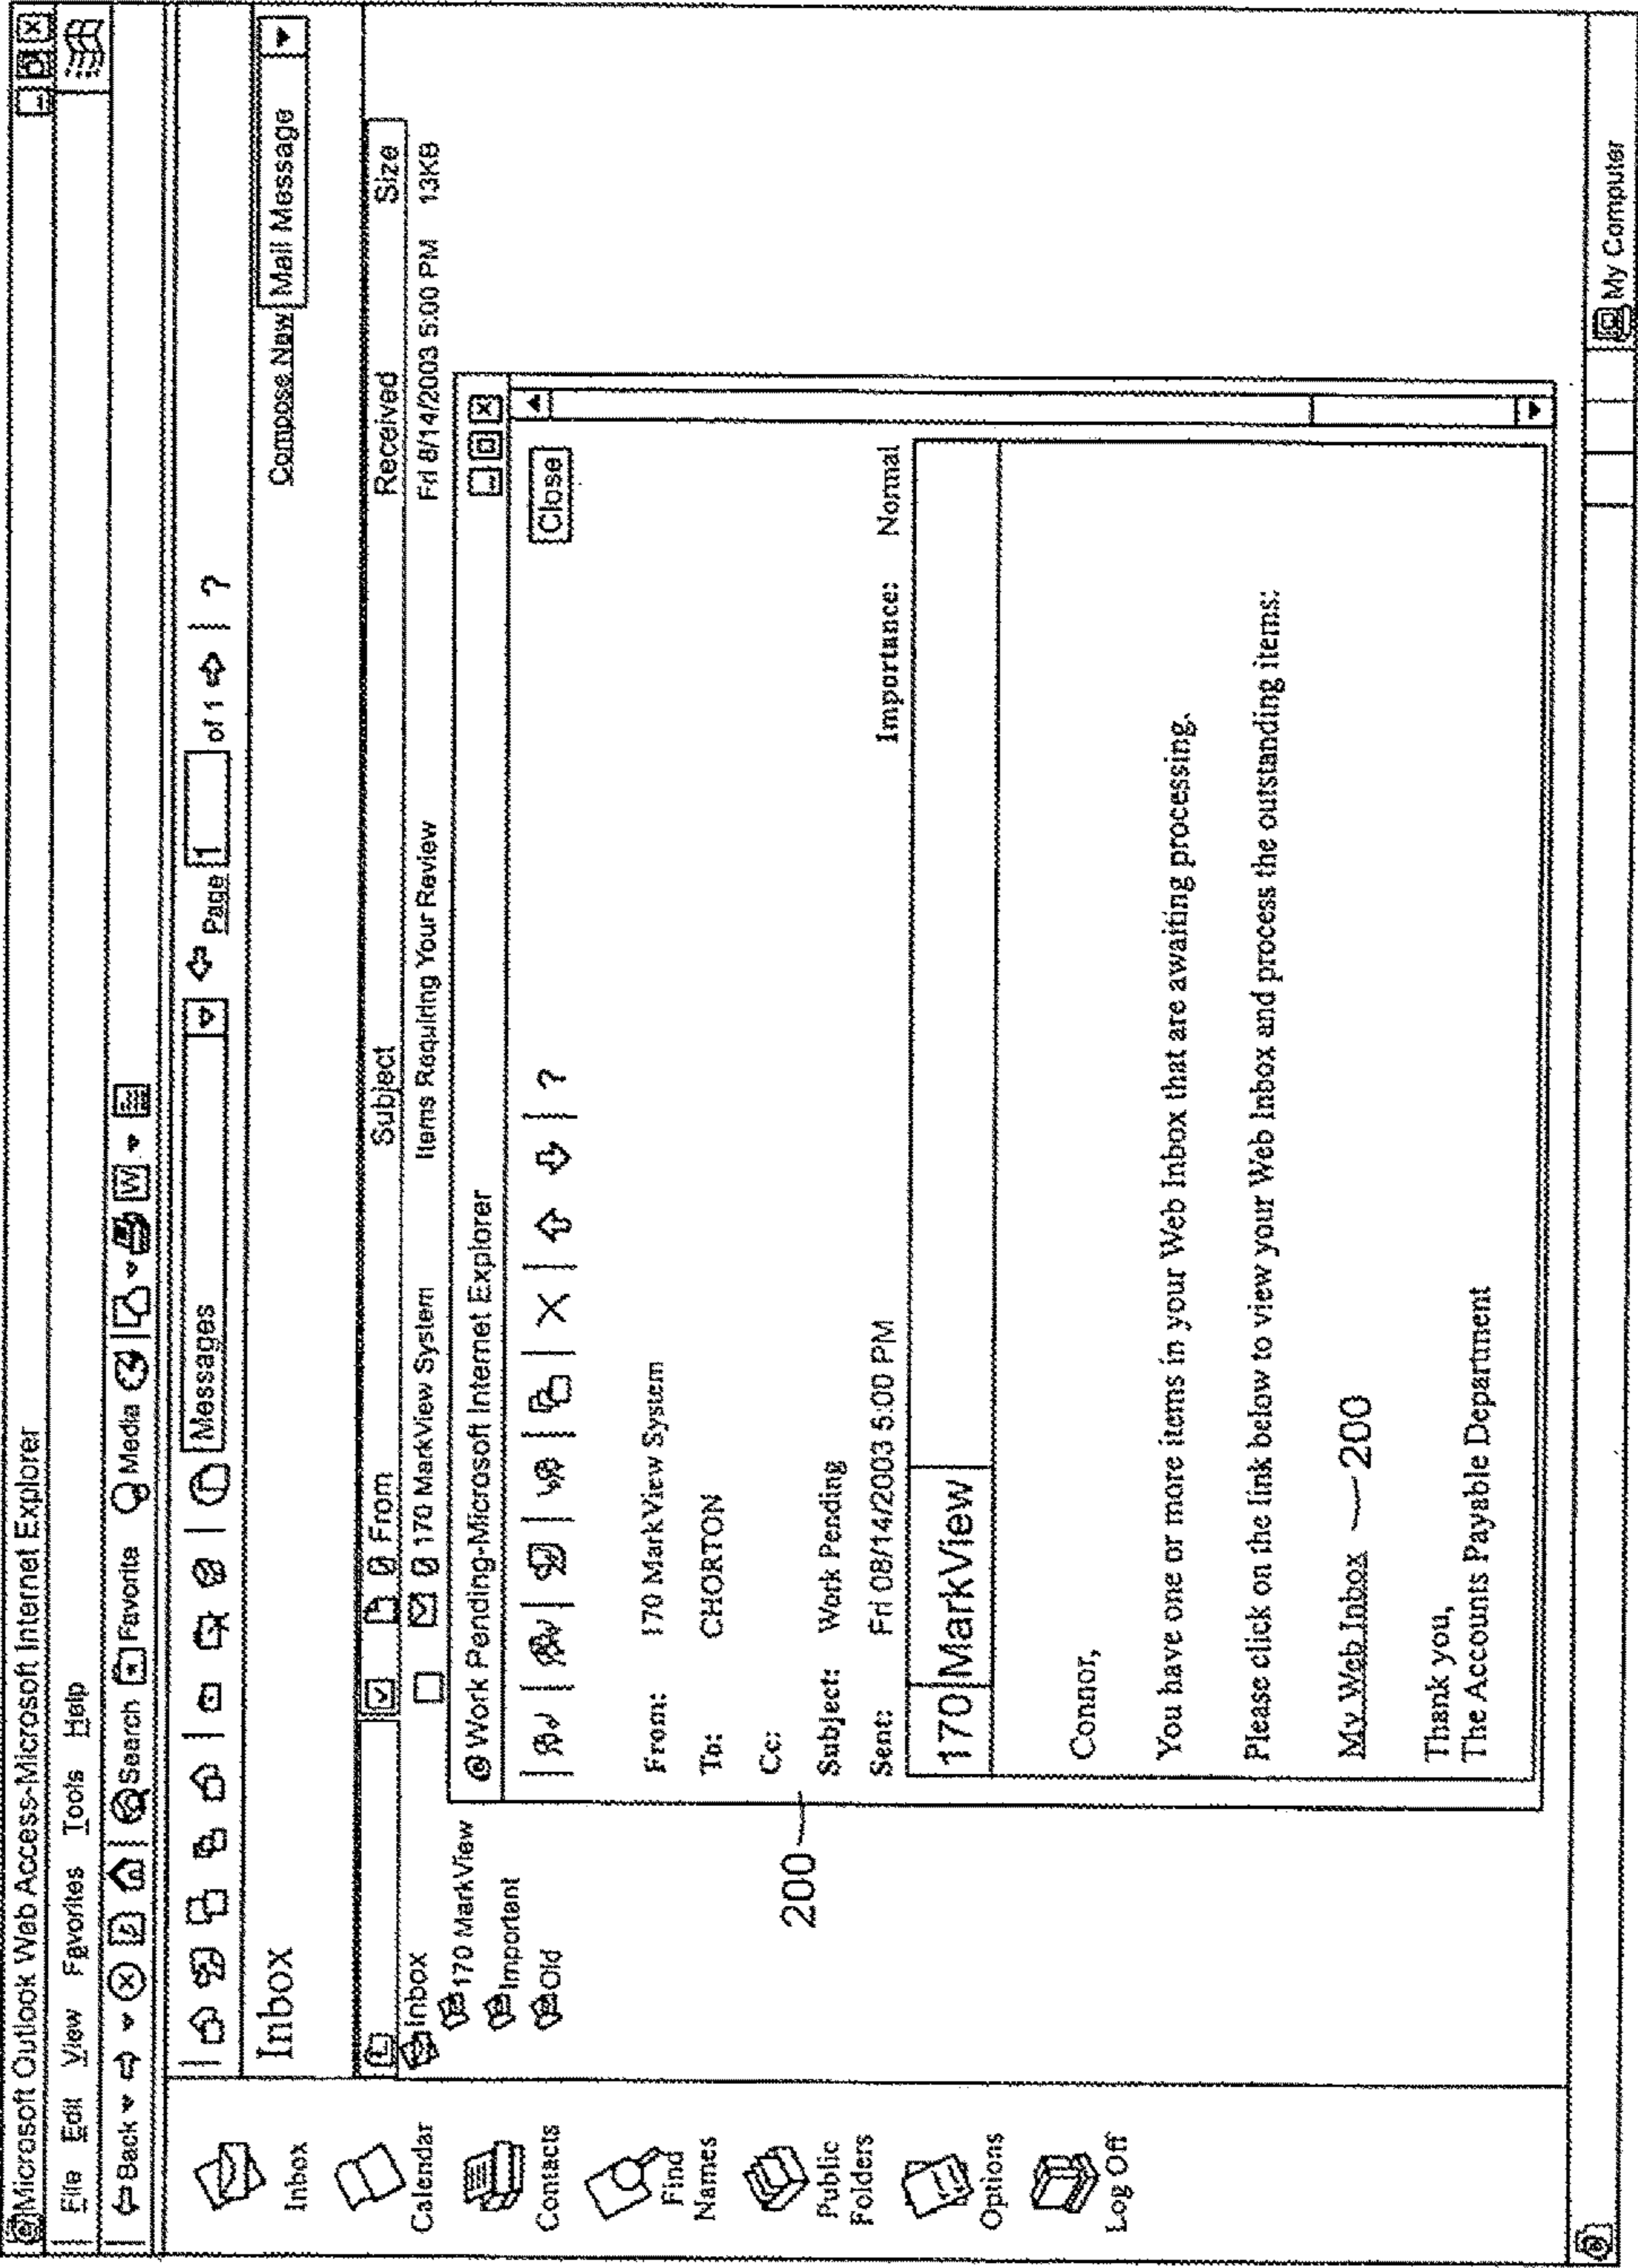 Microsoft Outlook Web Access-Microsoft Internet Explorer
File Edit View Favorites Tools Help
Back Search Favorite Media W
Messages Page 1 of 1 ?
Inbox Compose New Mail Message
From Subject Received Size
170 MarkView System Items Requiring Your Review Fri 8/14/2003 5:00 PM 13KB
Inbox
170 MarkView
Important
Old
Inbox
Calendar
Contacts
Find
Names
Public
Folders
Options
Log Off
Work Pending-Microsoft Internet Explorer
? Close
From: 170 MarkView System
To: CHORTON
Cc:
200
Subject: Work Pending
Sent: Fri 08/14/2003 5:00 PM Importance: Normal
170 MarkView
Connor,
You have one or more items in your Web Inbox that are awaiting processing.
Please click on the link below to view your Web Inbox and process the outstanding items:
My Web Inbox 200
Thank you,
The Accounts Payable Department
My Computer